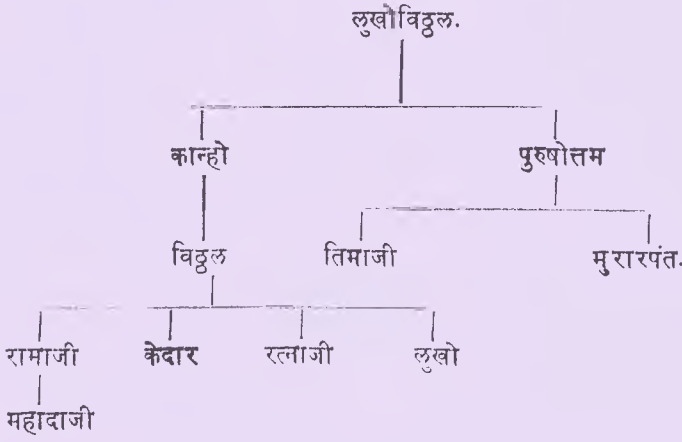 लुखोविठ्ठल.
कान्हो पुरुषोत्तम
विठ्ठल तिमाजी मुरारपंत.
रामाजी केदार रत्नाजी लुखो
महादाजी